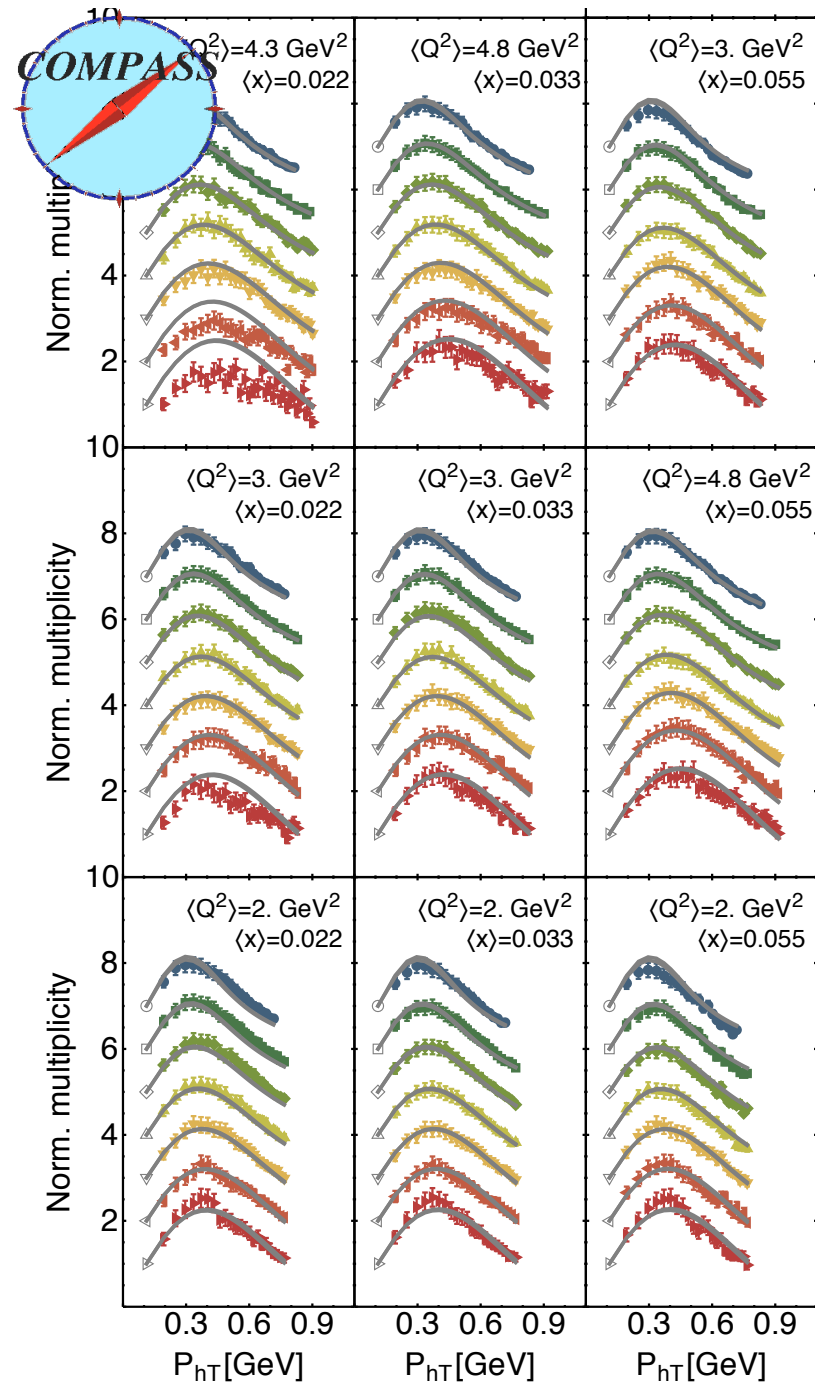 10
COMPASS
⟨Q²⟩=4.3 GeV²
⟨x⟩=0.022
⟨Q²⟩=4.8 GeV²
⟨x⟩=0.033
⟨Q²⟩=3. GeV²
⟨x⟩=0.055
Norm.
4
2
10
⟨Q²⟩=3. GeV²
⟨x⟩=0.022
⟨Q²⟩=3. GeV²
⟨x⟩=0.033
⟨Q²⟩=4.8 GeV²
⟨x⟩=0.055
Norm. multiplicity
8
6
4
2
10
⟨Q²⟩=2. GeV²
⟨x⟩=0.022
⟨Q²⟩=2. GeV²
⟨x⟩=0.033
⟨Q²⟩=2. GeV²
⟨x⟩=0.055
Norm. multiplicity
8
6
4
2
0.3 0.6 0.9
0.3 0.6 0.9
0.3 0.6 0.9
P_hT[GeV]
P_hT[GeV]
P_hT[GeV]